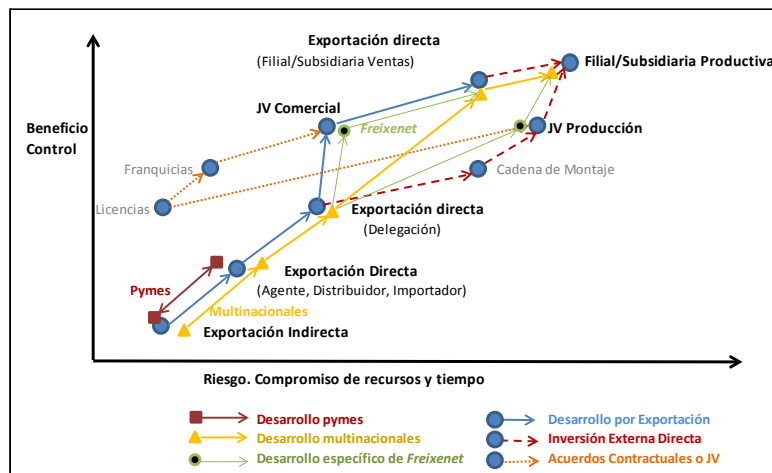 Exportación directa
(Filial/Subsidiaria Ventas)
Filial/Subsidiaria Productiva
JV Comercial
Beneficio
Control
Freixenet
JV Producción
Franquicias
Cadena de Montaje
Licencias
Exportación directa
(Delegación)
Exportación Directa
(Agente, Distribuidor, Importador)
Pymes
Multinacionales
Exportación Indirecta
Riesgo. Compromiso de recursos y tiempo
Desarrollo pymes
Desarrollo por Exportación
Desarrollo multinacionales
Inversión Externa Directa
Desarrollo específico de Freixenet
Acuerdos Contractuales o JV